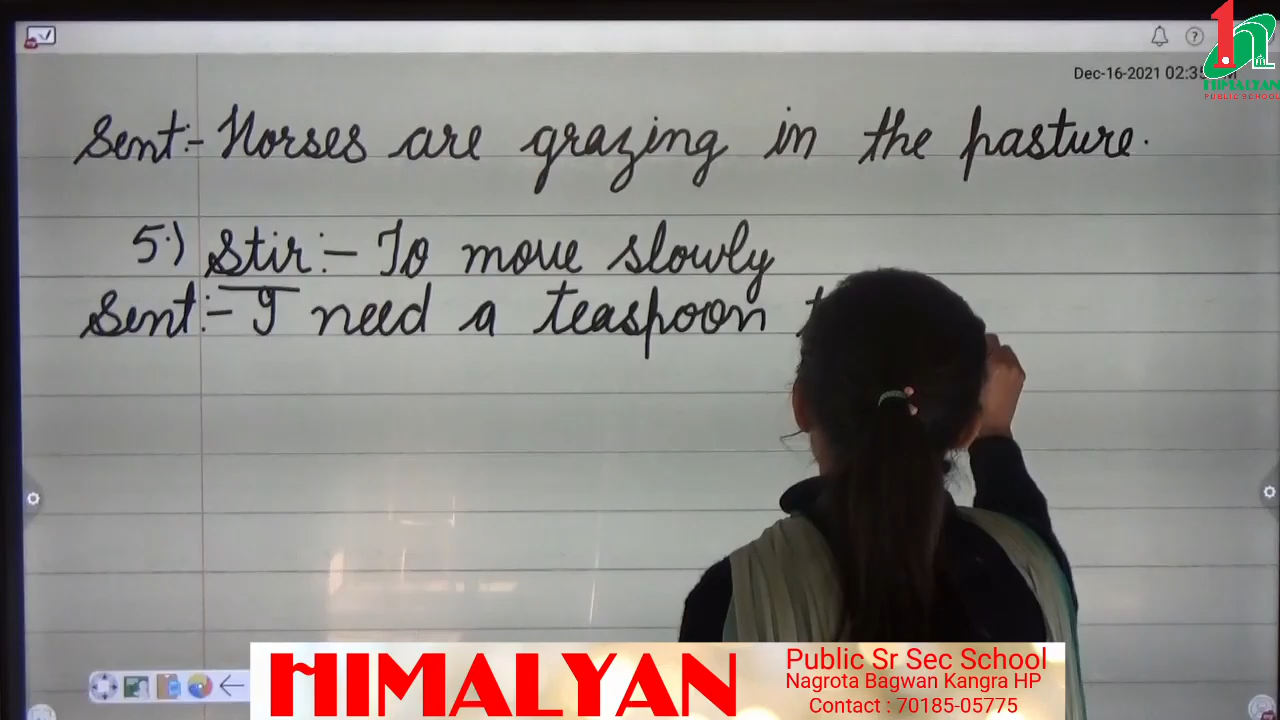 Dec-16-2021 02:35
HIMALYAN
PUBLIC SCHOOL
Sent:- Horses are grazing in the pasture.
5.) Stir:- To move slowly
Sent:- I need a teaspoon
HIMALYAN
Public Sr Sec School
Nagrota Bagwan Kangra HP
Contact : 70185-05775